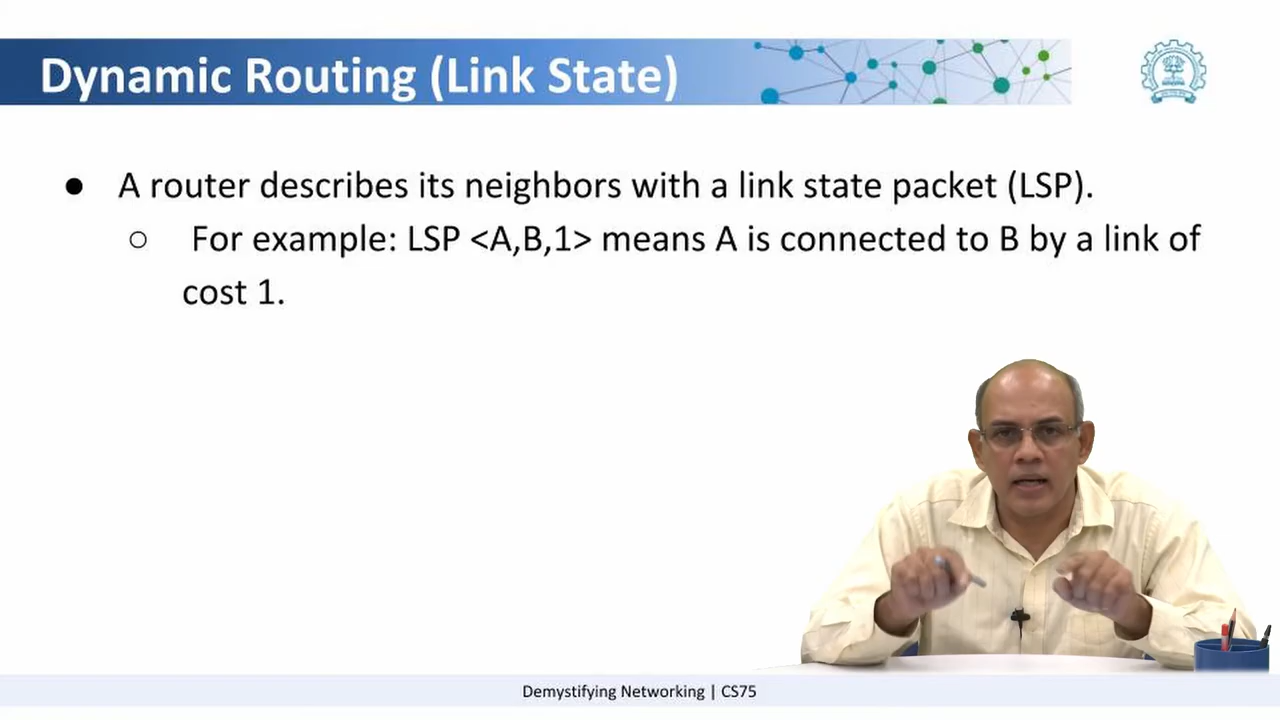 Dynamic Routing (Link State)
● A router describes its neighbors with a link state packet (LSP).
○ For example: LSP <A,B,1> means A is connected to B by a link of
cost 1.
Demystifying Networking | CS75